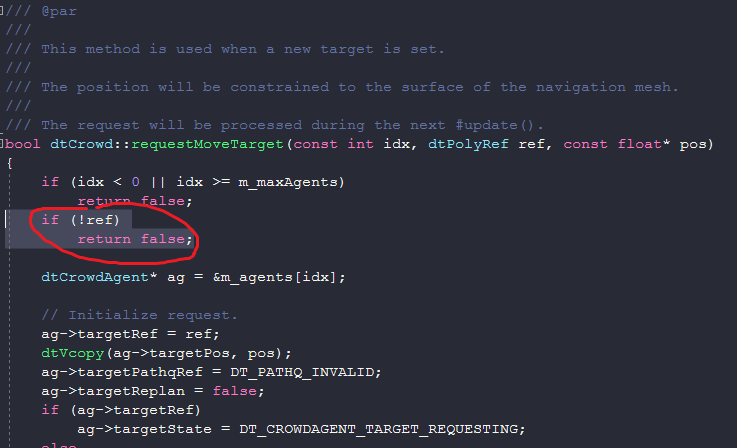 /// @par
///
/// This method is used when a new target is set.
///
/// The position will be constrained to the surface of the navigation mesh.
///
/// The request will be processed during the next #update().
bool dtCrowd::requestMoveTarget(const int idx, dtPolyRef ref, const float* pos)
{
if (idx < 0 || idx >= m_maxAgents)
return false;
if (!ref)
return false;
dtCrowdAgent* ag = &m_agents[idx];
// Initialize request.
ag->targetRef = ref;
dtVcopy(ag->targetPos, pos);
ag->targetPathqRef = DT_PATHQ_INVALID;
ag->targetReplan = false;
if (ag->targetRef)
ag->targetState = DT_CROWDAGENT_TARGET_REQUESTING;
else